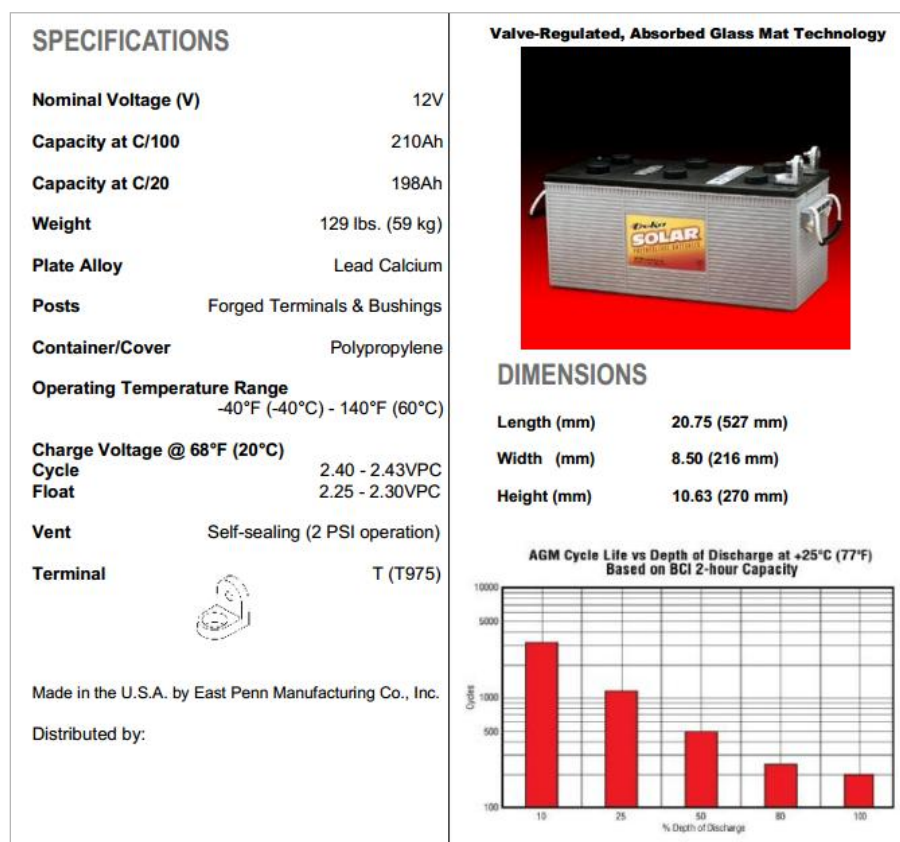 SPECIFICATIONS
Nominal Voltage (V) 12V
Capacity at C/100 210Ah
Capacity at C/20 198Ah
Weight 129 lbs. (59 kg)
Plate Alloy Lead Calcium
Posts Forged Terminals & Bushings
Container/Cover Polypropylene
Operating Temperature Range
-40°F (-40°C) - 140°F (60°C)
Charge Voltage @ 68°F (20°C)
Cycle 2.40 - 2.43VPC
Float 2.25 - 2.30VPC
Vent Self-sealing (2 PSI operation)
Terminal T (T975)
Made in the U.S.A. by East Penn Manufacturing Co., Inc.
Distributed by:
Valve-Regulated, Absorbed Glass Mat Technology
Deka
SOLAR
DIMENSIONS
Length (mm) 20.75 (527 mm)
Width (mm) 8.50 (216 mm)
Height (mm) 10.63 (270 mm)
AGM Cycle Life vs Depth of Discharge at +25°C (77°F)
Based on BCI 2-hour Capacity
10000
5000
1000
500
100
Cycles
10 25 50 80 100
% Depth of Discharge